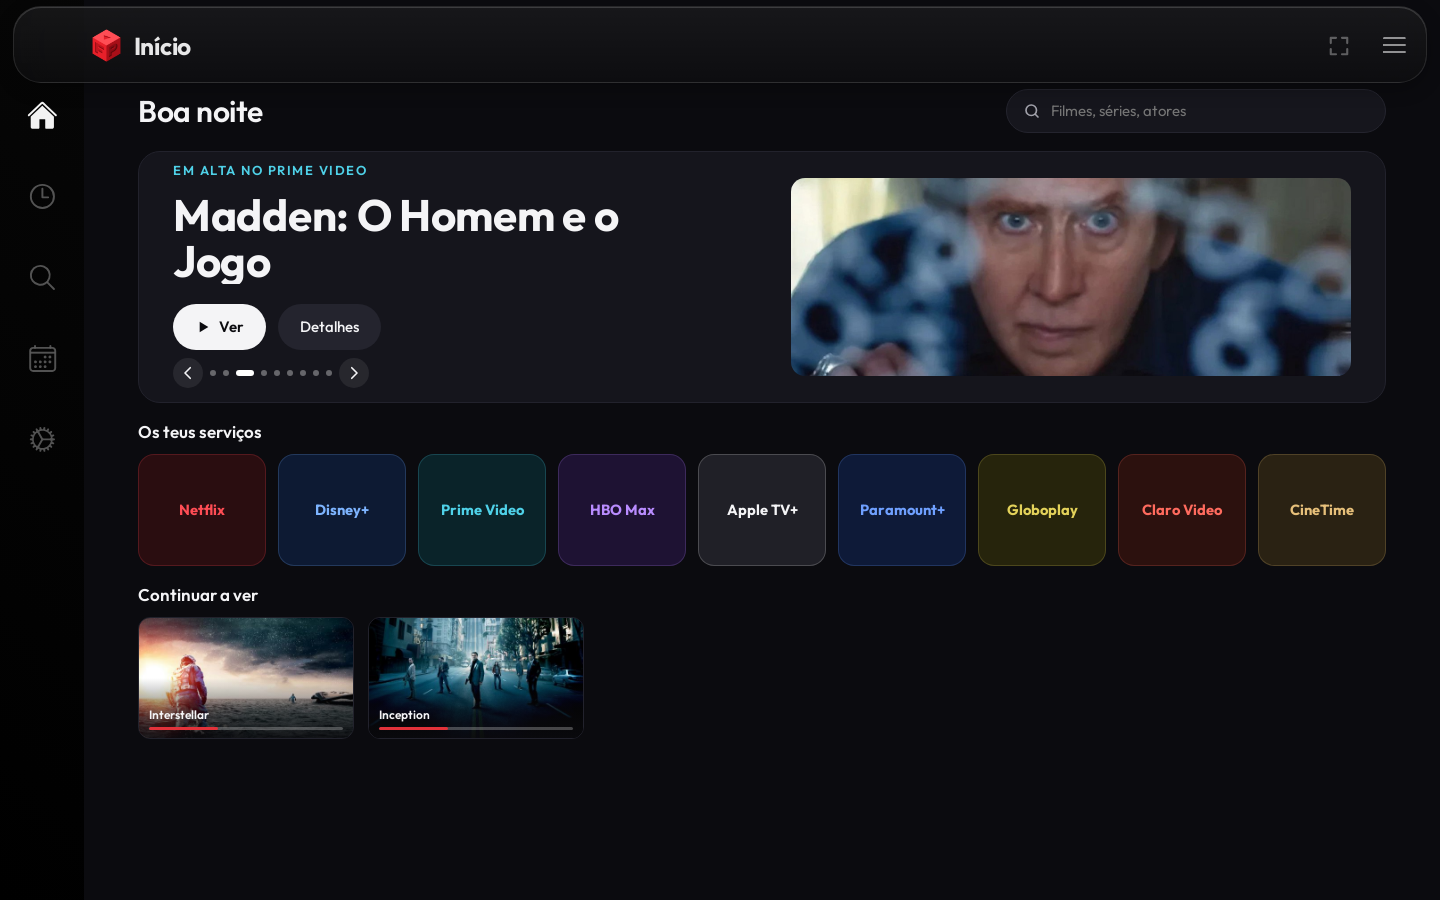 Início
Boa noite
Filmes, séries, atores
EM ALTA NO PRIME VIDEO
Madden: O Homem e o
Jogo
Ver
Detalhes
Os teus serviços
Netflix
Disney+
Prime Video
HBO Max
Apple TV+
Paramount+
Globoplay
Claro Video
CineTime
Continuar a ver
Interstellar
Inception